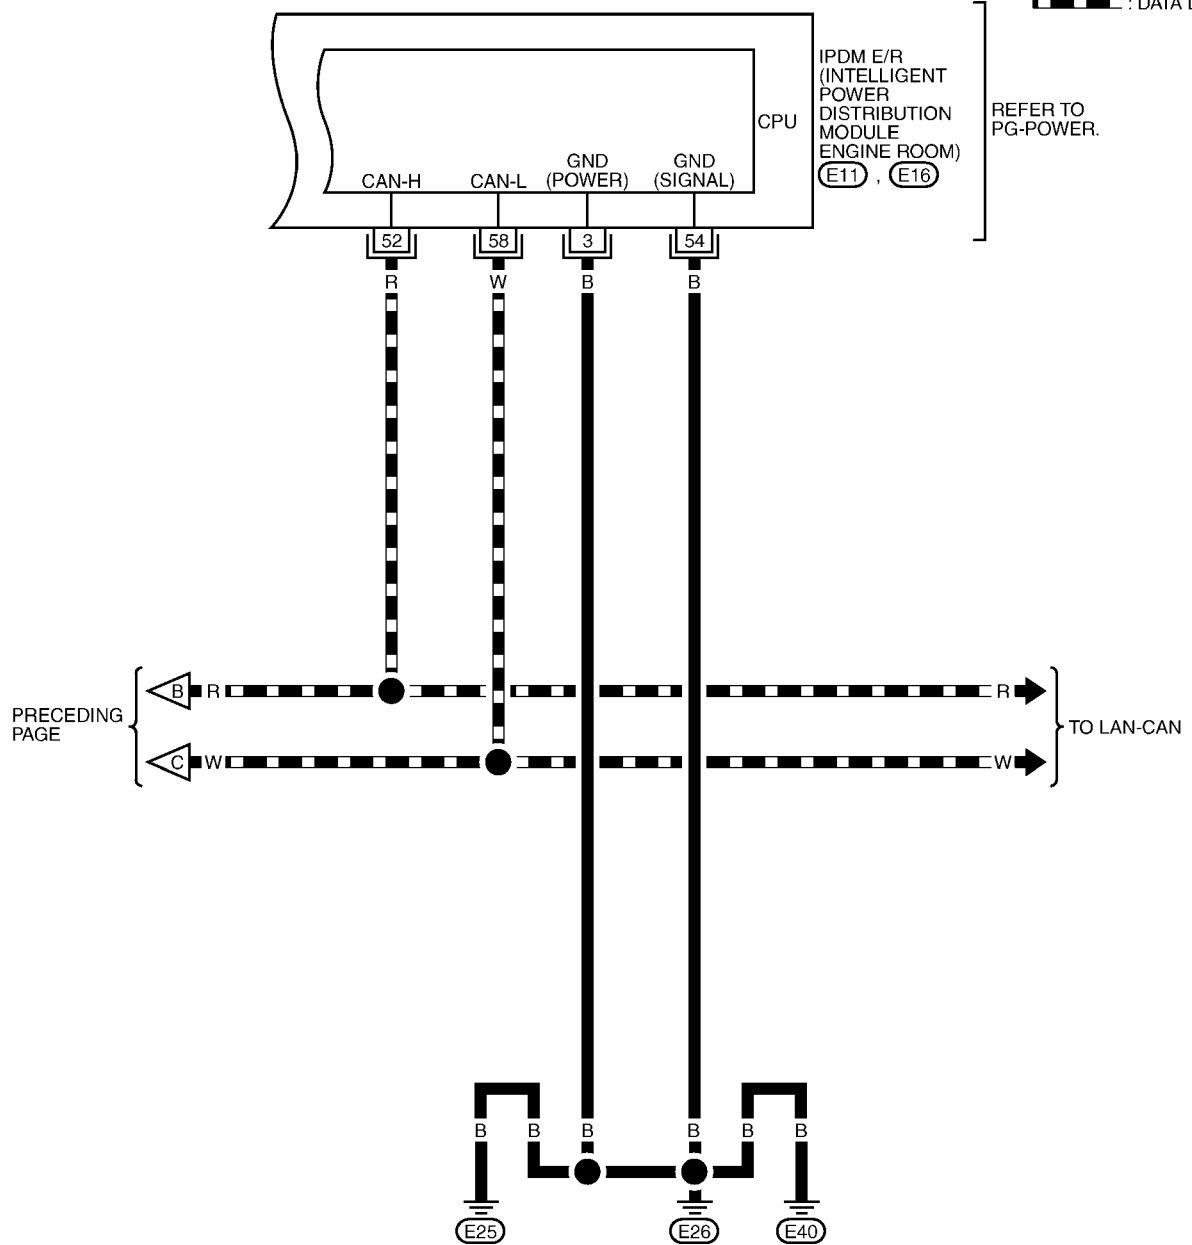 : DATA
IPDM E/R
(INTELLIGENT
POWER
DISTRIBUTION
MODULE
ENGINE ROOM)
E11 , E16
REFER TO
PG-POWER.
CPU
CAN-H
CAN-L
GND
(POWER)
GND
(SIGNAL)
52
58
3
54
R
W
B
B
PRECEDING
PAGE
B R
R
C W
W
TO LAN-CAN
B
B
B
B
B
B
E25
E26
E40